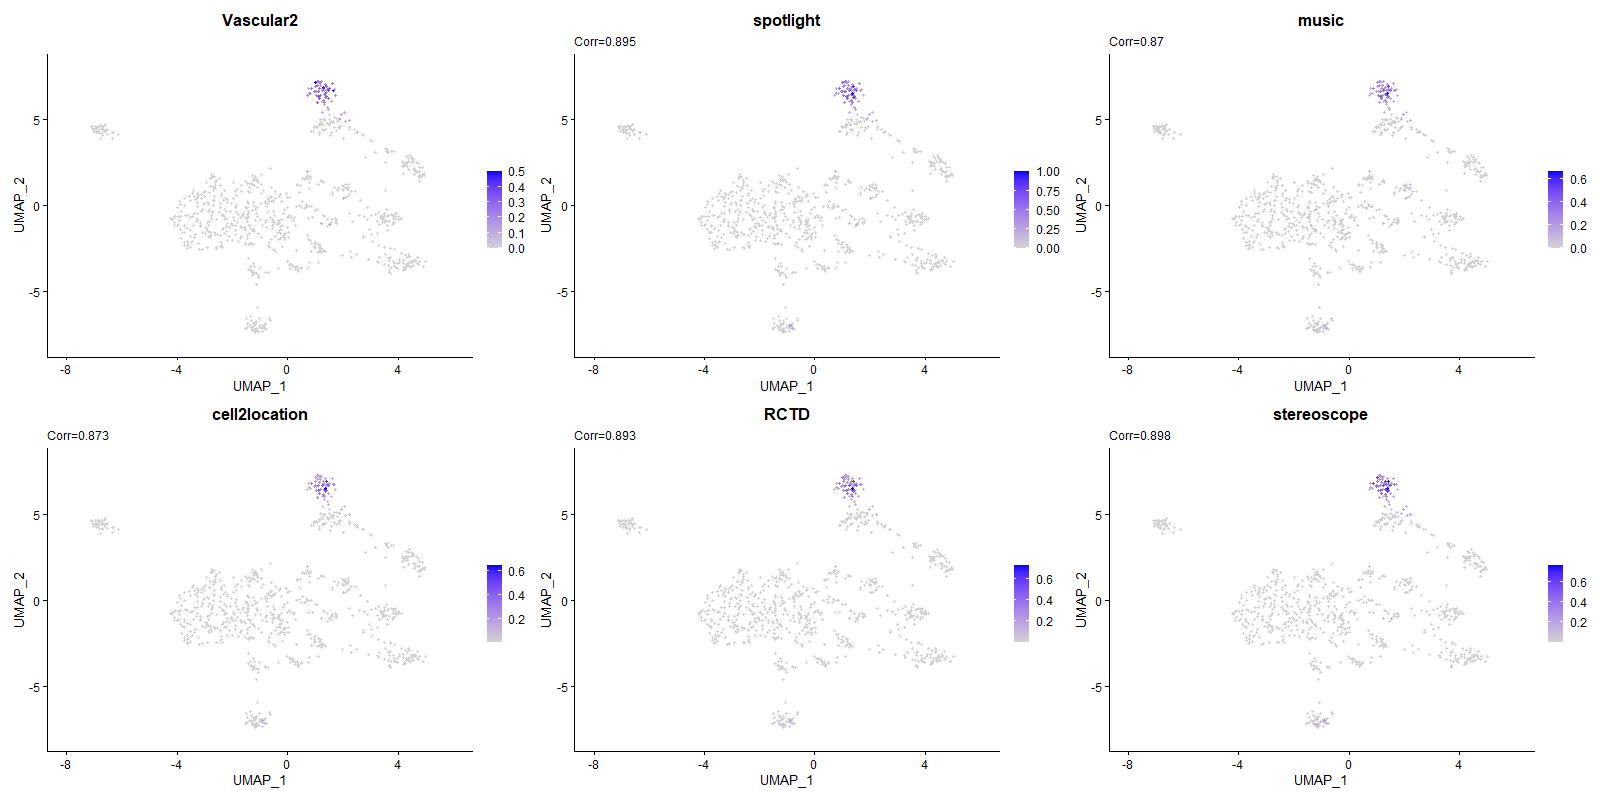 Vascular2
UMAP_2
5
0
-5
-8
-4
0
4
UMAP_1
0.5
0.4
0.3
0.2
0.1
0.0
spotlight
Corr=0.895
UMAP_2
5
0
-5
-8
-4
0
4
UMAP_1
1.00
0.75
0.50
0.25
0.00
music
Corr=0.87
UMAP_2
5
0
-5
-8
-4
0
4
UMAP_1
0.6
0.4
0.2
0.0
cell2location
Corr=0.873
UMAP_2
5
0
-5
-8
-4
0
4
UMAP_1
0.6
0.4
0.2
RCTD
Corr=0.893
UMAP_2
5
0
-5
-8
-4
0
4
UMAP_1
0.6
0.4
0.2
stereoscope
Corr=0.898
UMAP_2
5
0
-5
-8
-4
0
4
UMAP_1
0.6
0.4
0.2